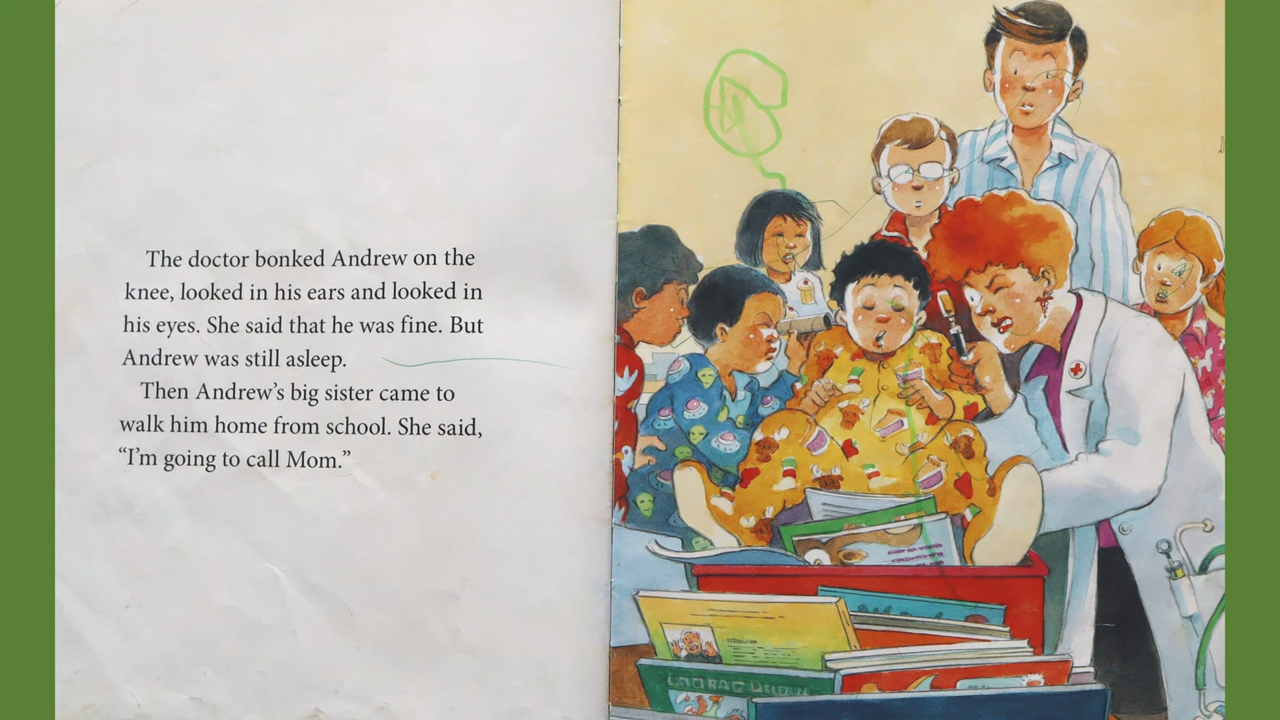 The doctor bonked Andrew on the
knee, looked in his ears and looked in
his eyes. She said that he was fine. But
Andrew was still asleep.
Then Andrew’s big sister came to
walk him home from school. She said,
“I’m going to call Mom.”